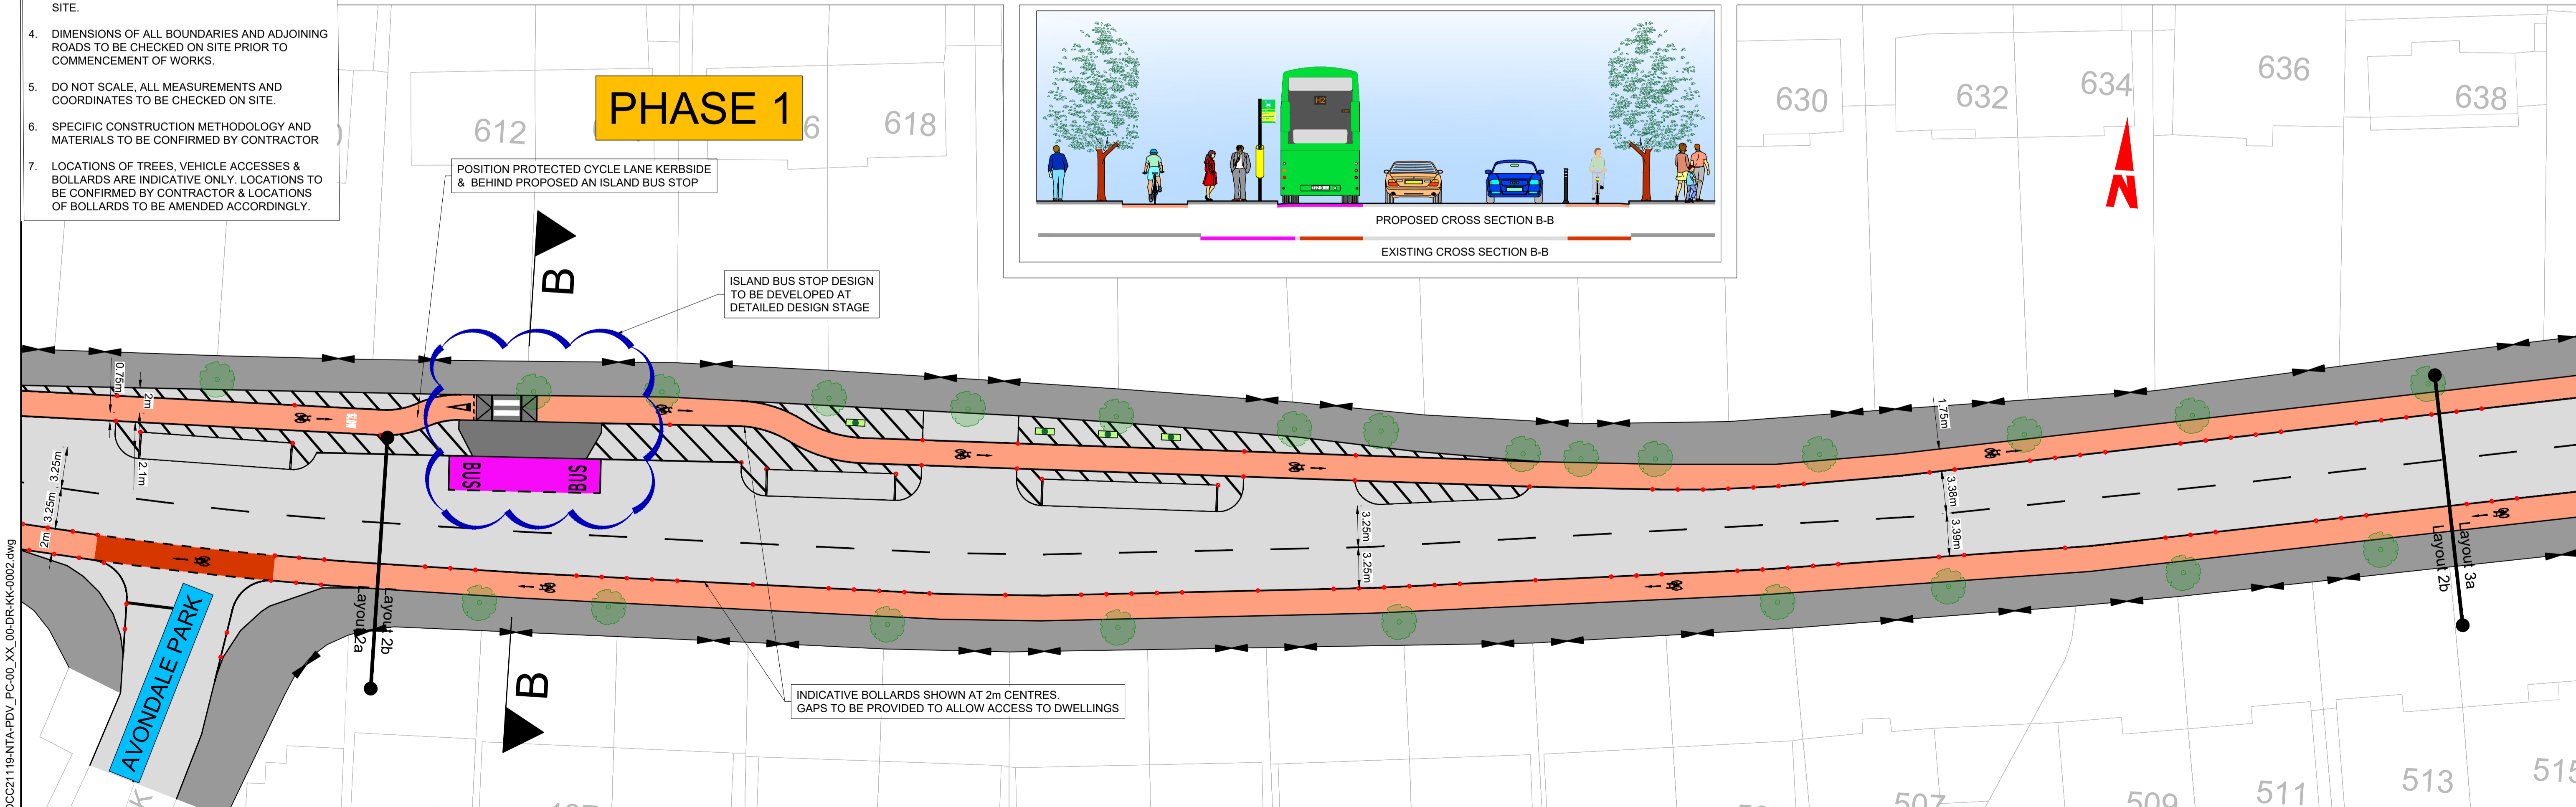 SITE.
4. DIMENSIONS OF ALL BOUNDARIES AND ADJOINING
ROADS TO BE CHECKED ON SITE PRIOR TO
COMMENCEMENT OF WORKS.
5. DO NOT SCALE, ALL MEASUREMENTS AND
COORDINATES TO BE CHECKED ON SITE.
6. SPECIFIC CONSTRUCTION METHODOLOGY AND
MATERIALS TO BE CONFIRMED BY CONTRACTOR
7. LOCATIONS OF TREES, VEHICLE ACCESSES &
BOLLARDS ARE INDICATIVE ONLY. LOCATIONS TO
BE CONFIRMED BY CONTRACTOR & LOCATIONS
OF BOLLARDS TO BE AMENDED ACCORDINGLY.
612
PHASE 1
6
618
POSITION PROTECTED CYCLE LANE KERBSIDE
& BEHIND PROPOSED AN ISLAND BUS STOP
H2
PROPOSED CROSS SECTION B-B
EXISTING CROSS SECTION B-B
630
632
634
636
638
N
B
ISLAND BUS STOP DESIGN
TO BE DEVELOPED AT
DETAILED DESIGN STAGE
0.75m
2m
SLOW
2.1m
3.25m
3.25m
2m
BUS
BUS
3.25m
3.25m
1.75m
3.38m
3.39m
Layout 2a
Layout 2b
Layout 2b
Layout 3a
AVONDALE PARK
B
INDICATIVE BOLLARDS SHOWN AT 2m CENTRES.
GAPS TO BE PROVIDED TO ALLOW ACCESS TO DWELLINGS
507
509
511
513
515
DCC21119-NTA-PDV_PC-00_XX_00-DR-KK-0002.dwg